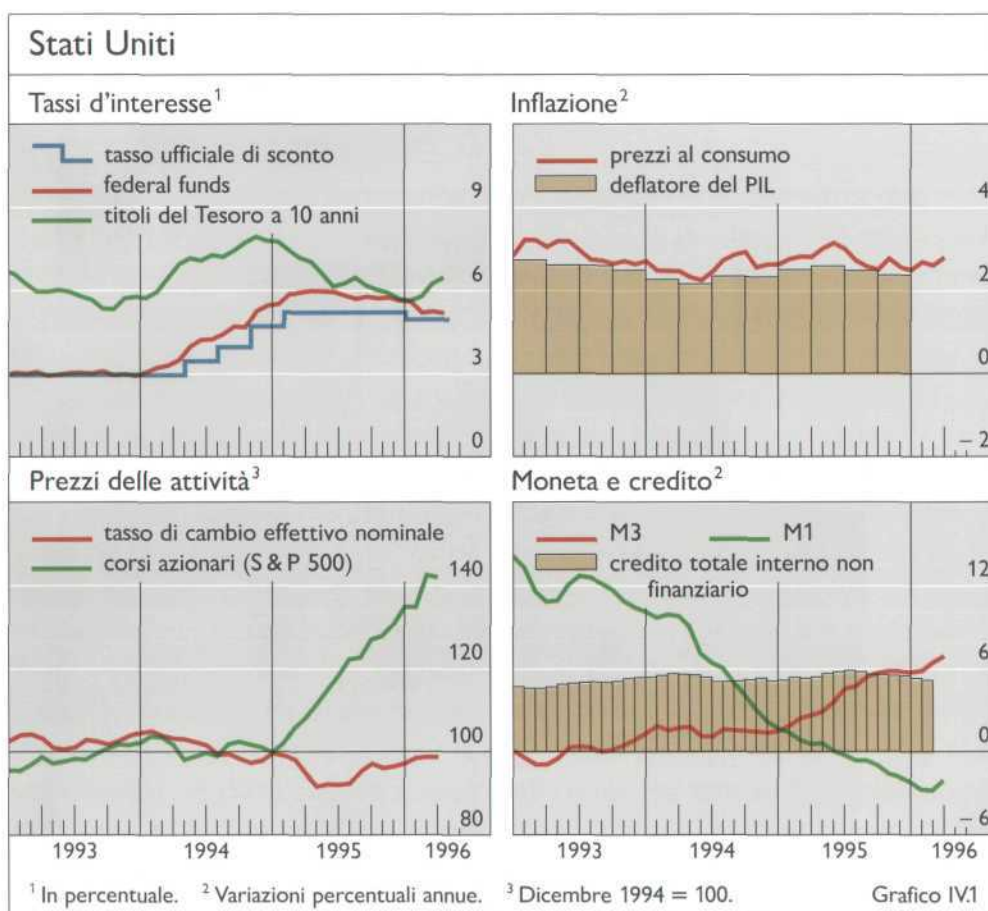 Stati Uniti
Tassi d'interesse¹
tasso ufficiale di sconto
federal funds
titoli del Tesoro a 10 anni
9
6
3
0
Inflazione²
prezzi al consumo
deflatore del PIL
4
2
0
– 2
Prezzi delle attività³
tasso di cambio effettivo nominale
corsi azionari (S & P 500)
140
120
100
80
1993 1994 1995 1996
Moneta e credito²
M3 M1
credito totale interno non
finanziario
12
6
0
– 6
1993 1994 1995 1996
¹ In percentuale. ² Variazioni percentuali annue. ³ Dicembre 1994 = 100. Grafico IV.1